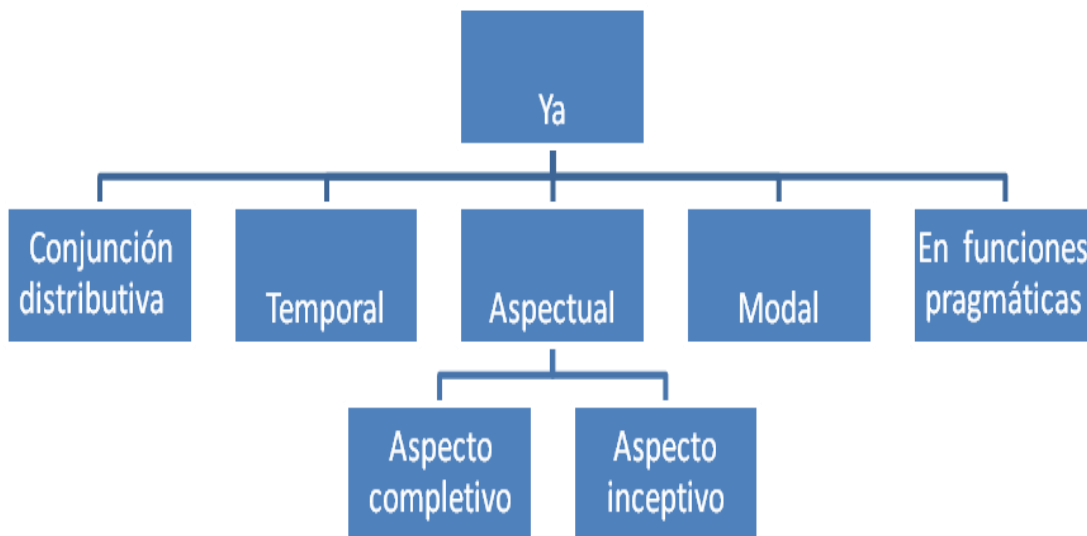 Ya
Conjunción
distributiva
Temporal
Aspectual
Modal
En funciones
pragmáticas
Aspecto
completivo
Aspecto
inceptivo